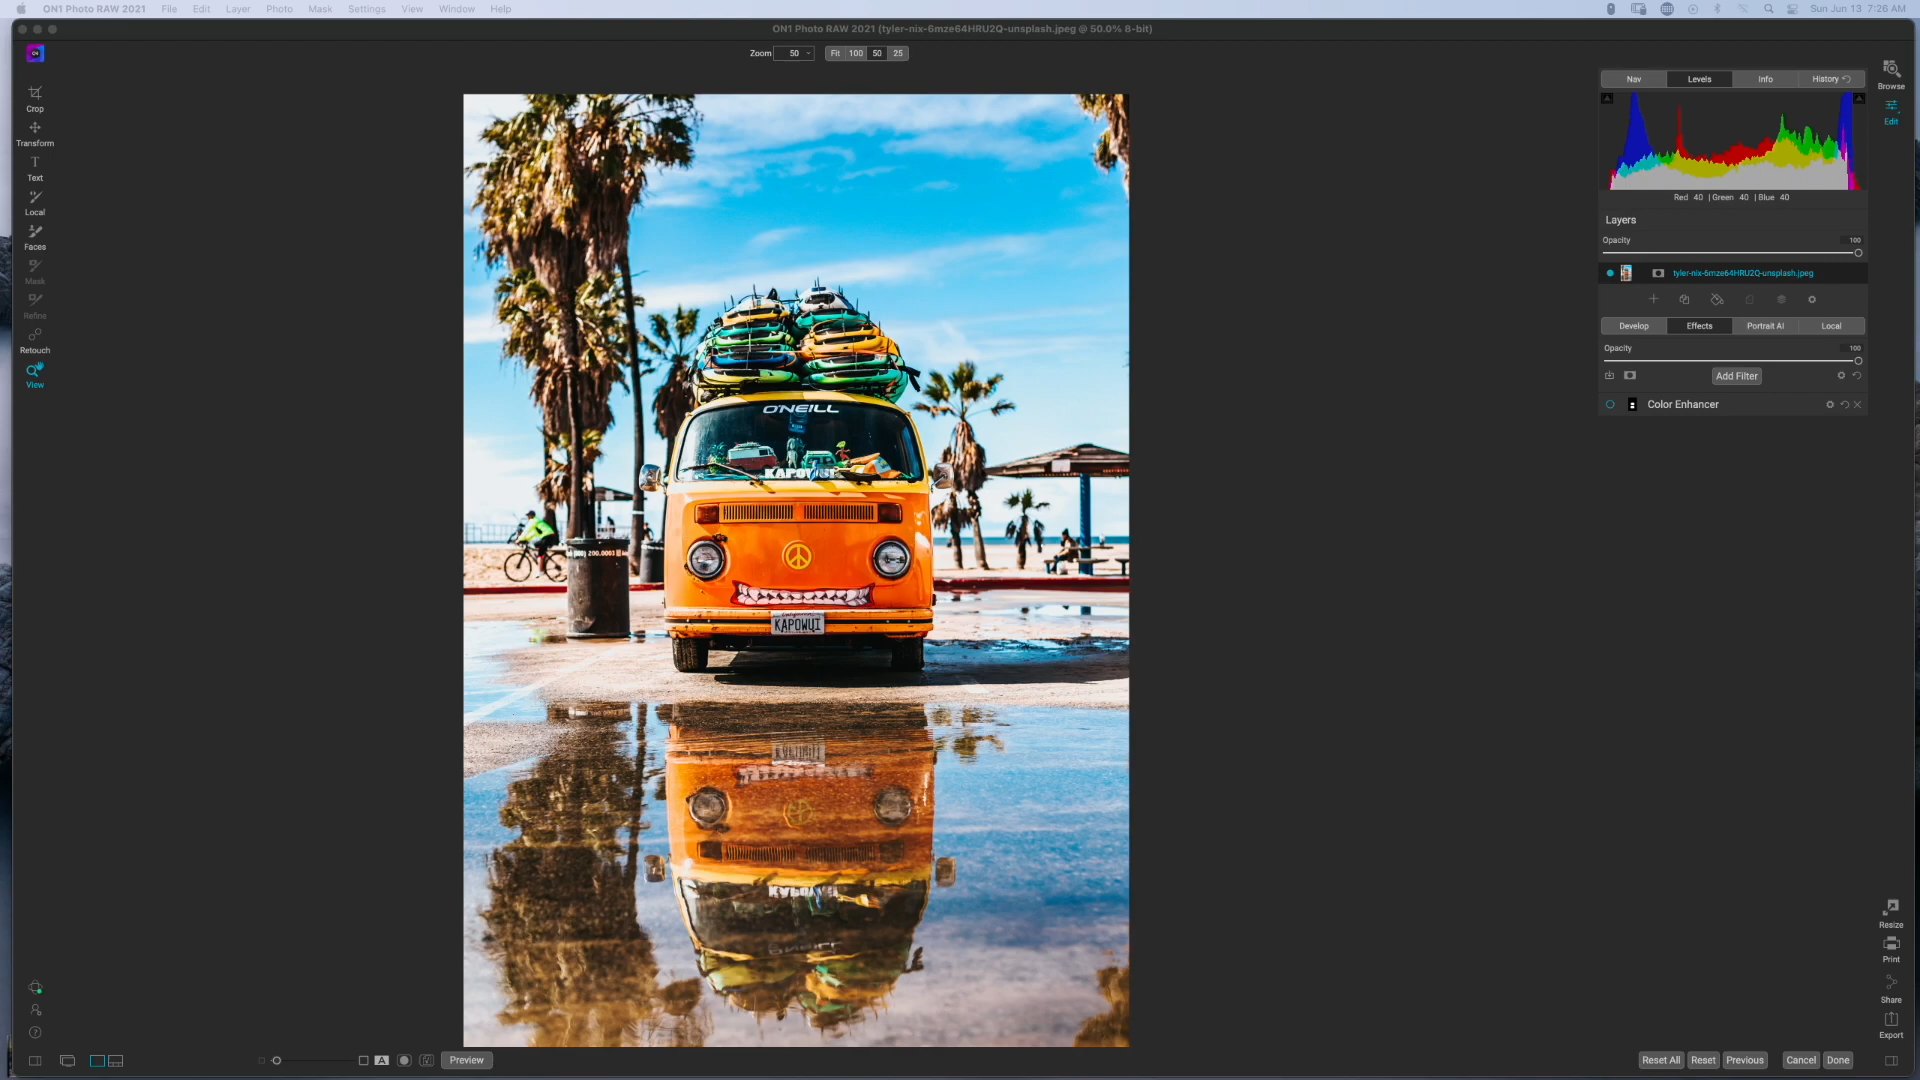 ON1 Photo RAW 2021 File Edit Layer Photo Mask Settings View Window Help Sun Jun 13 7:26 AM
ON1 Photo RAW 2021 (tyler-nix-6mze64HRU2Q-unsplash.jpeg @ 50.0% 8-bit)
Zoom 50 Fit 100 50 25
Nav Levels Info History
Browse
Edit
Crop
Transform
Text
Local
Faces
Mask
Refine
Retouch
View
Red 40 | Green 40 | Blue 40
Layers
Opacity 100
tyler-nix-6mze64HRU2Q-unsplash.jpeg
Develop Effects Portrait AI Local
Opacity 100
Add Filter
Color Enhancer
O'NEILL
KAPOWUI
KAPOWUI
Resize
Print
Share
Export
A Preview
Reset All Reset Previous Cancel Done